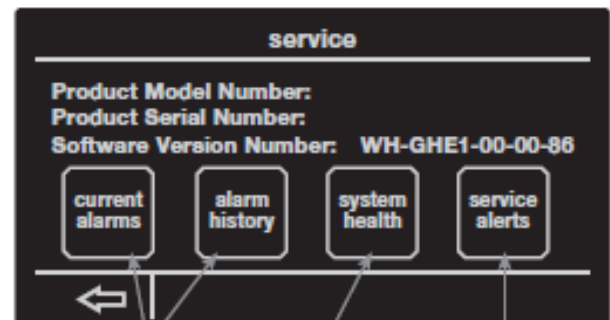 service
Product Model Number:
Product Serial Number:
Software Version Number: WH-GHE1-00-00-86
current alarms
alarm history
system health
service alerts